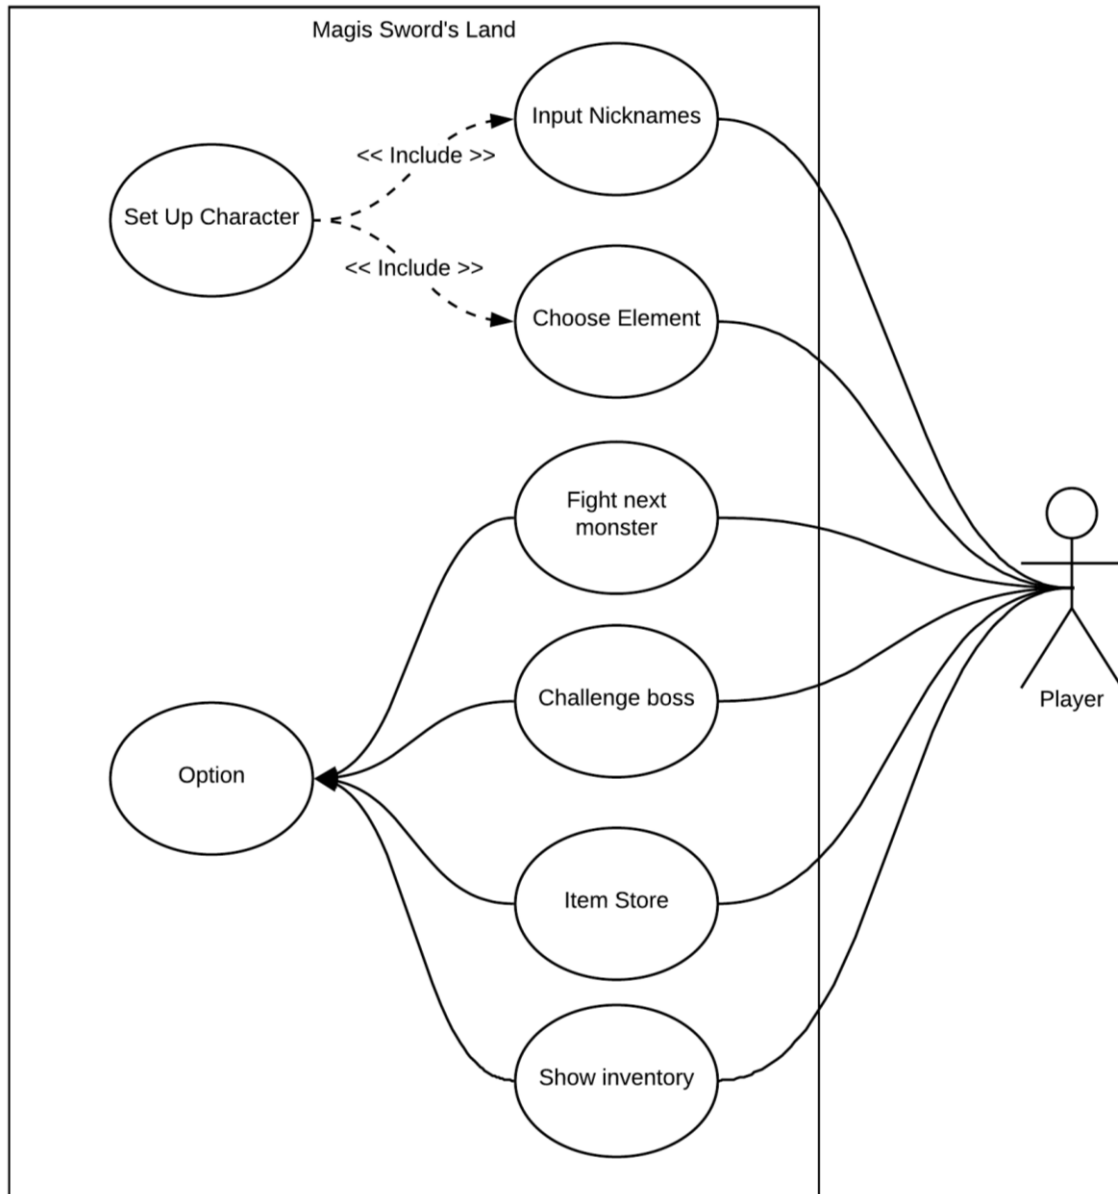 Magis Sword's Land
Input Nicknames
<< Include >>
Set Up Character
<< Include >>
Choose Element
Fight next
monster
Challenge boss
Player
Option
Item Store
Show inventory